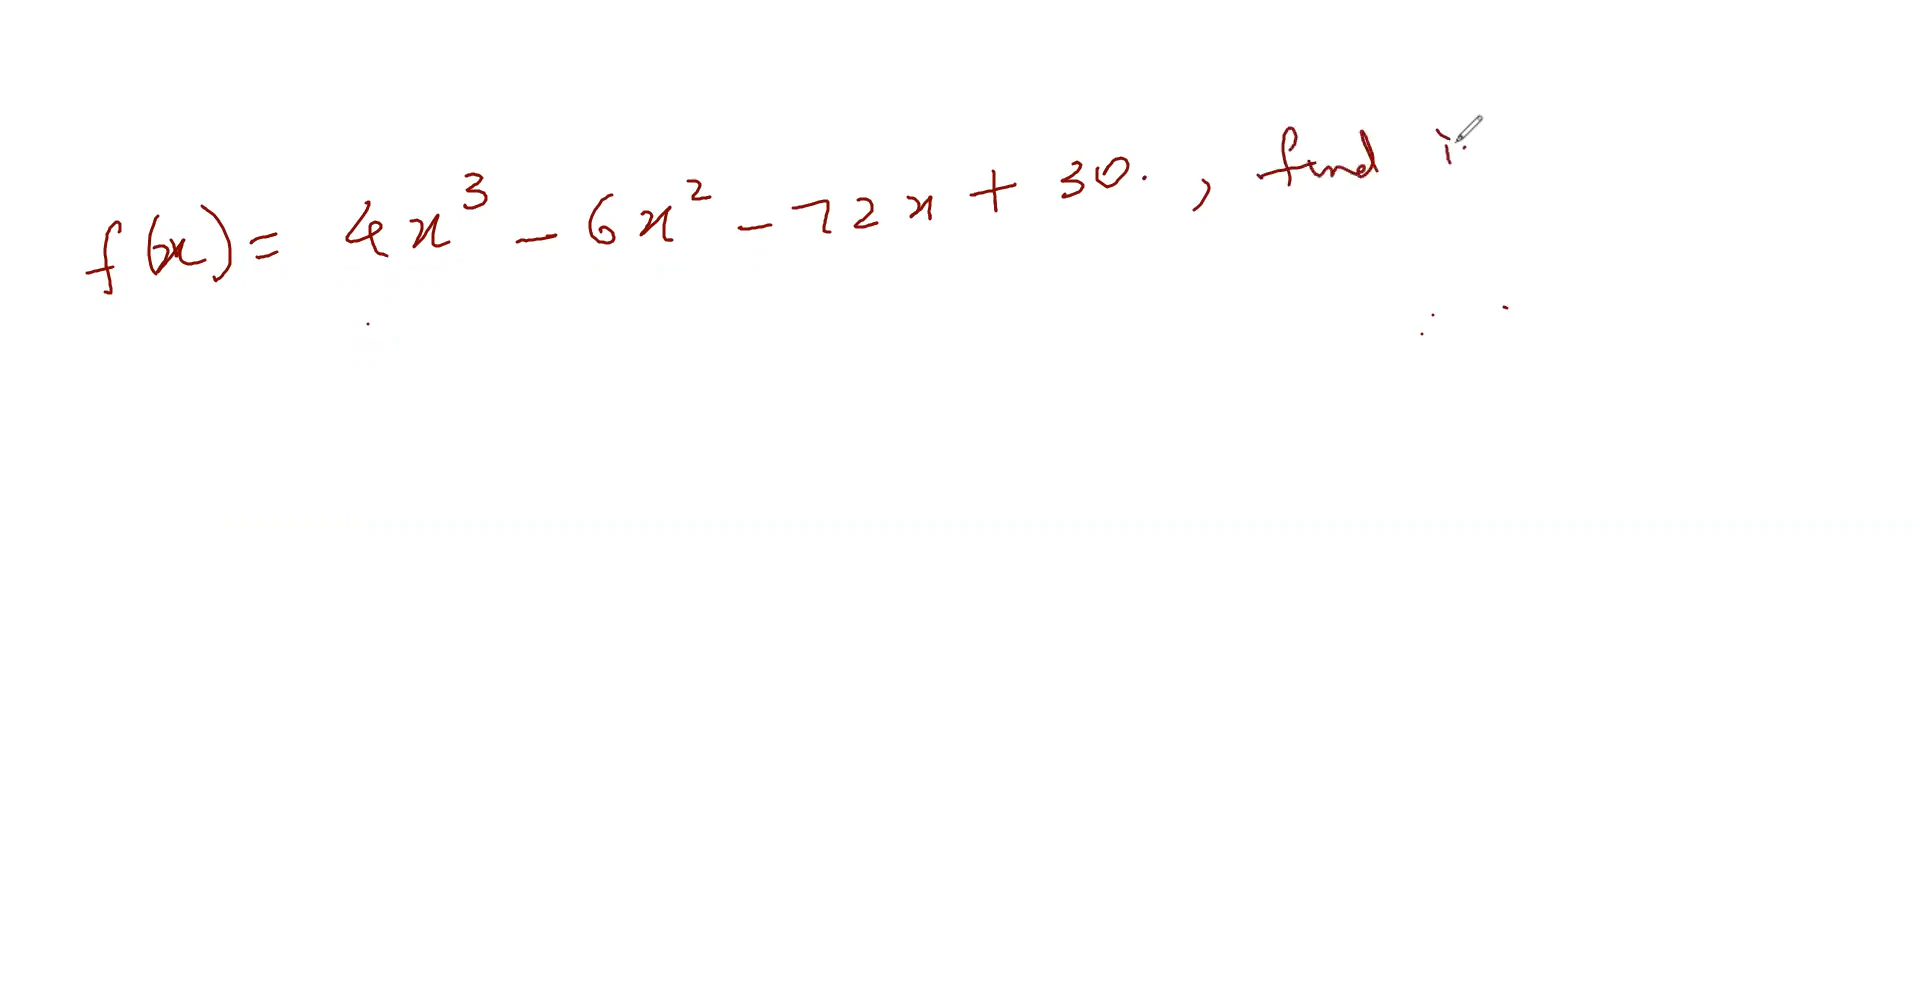 f(x) = 4x³ - 6x² - 72x + 30. , find